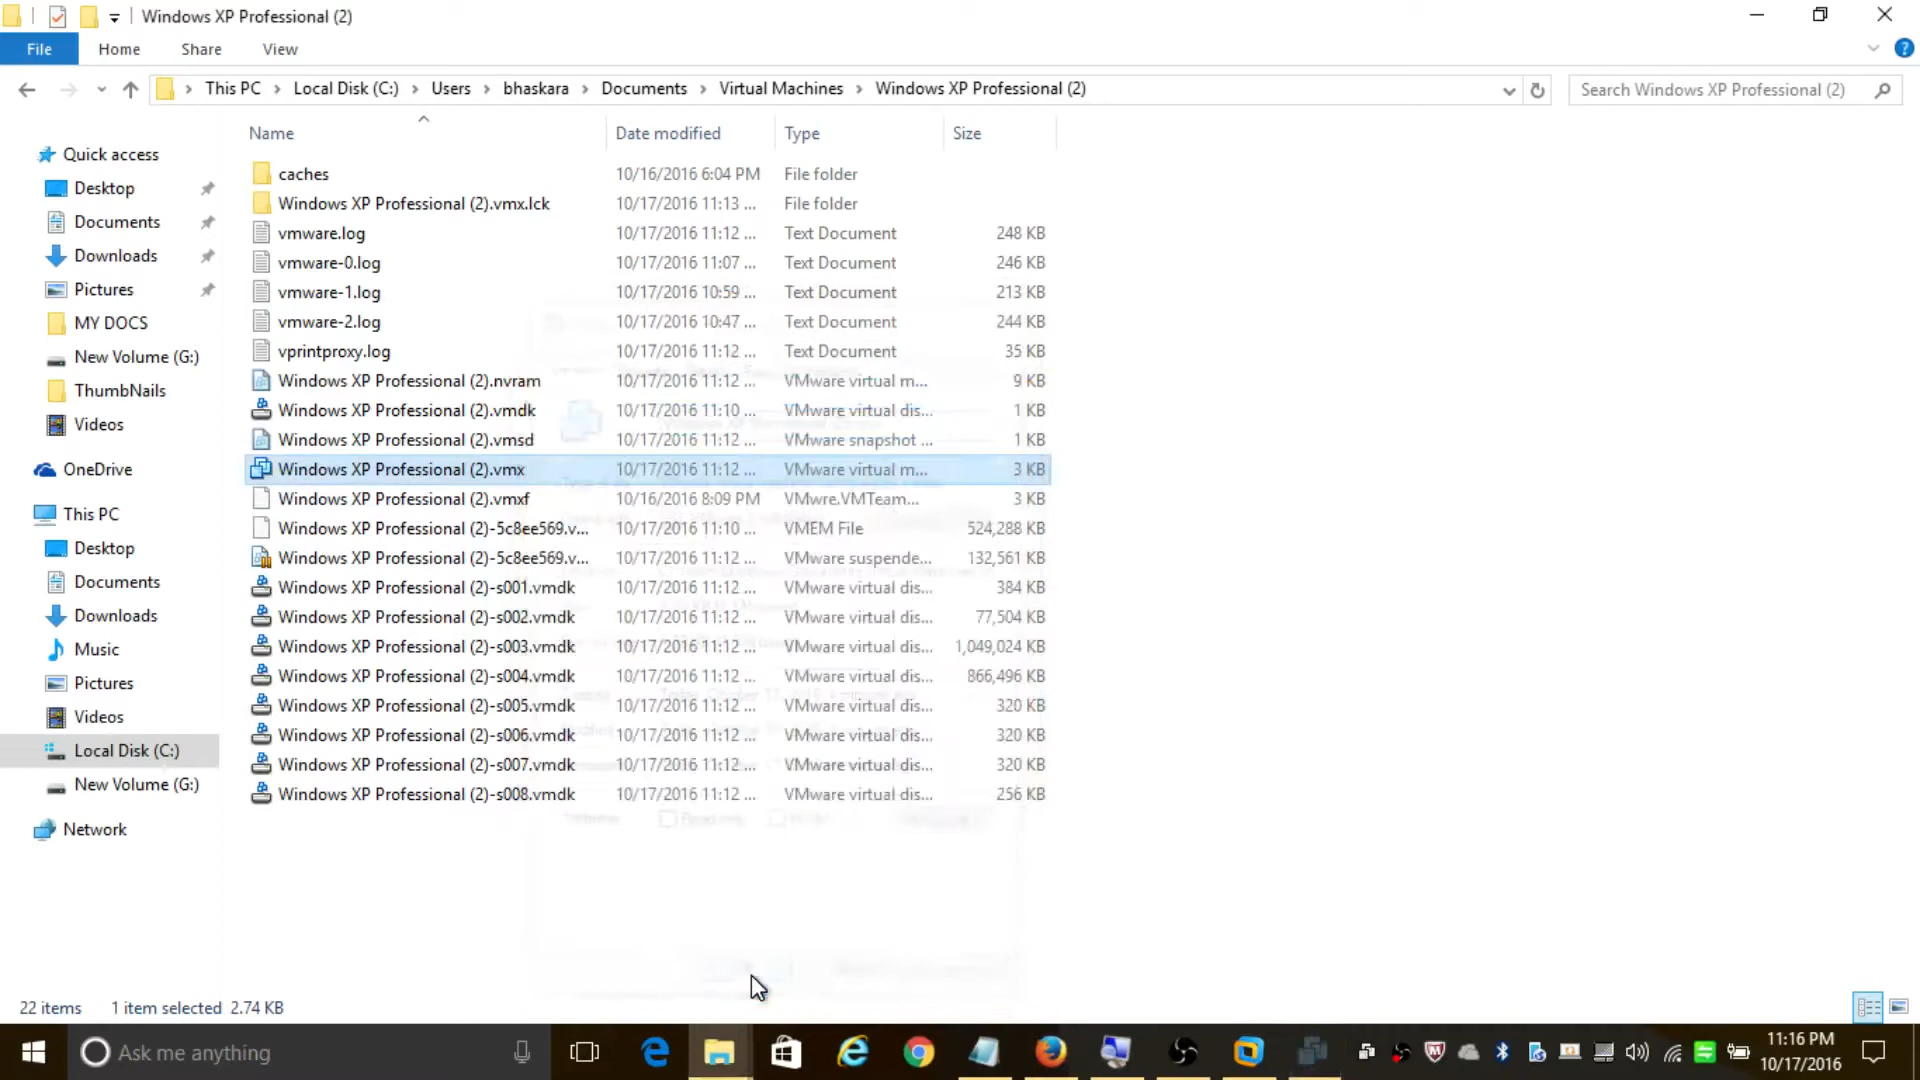 Windows XP Professional (2)
File Home Share View
This PC Local Disk (C:) Users bhaskara Documents Virtual Machines Windows XP Professional (2)
Search Windows XP Professional (2)
Name Date modified Type Size
Quick access
Desktop
Documents
Downloads
Pictures
MY DOCS
New Volume (G:)
ThumbNails
Videos
OneDrive
This PC
Desktop
Documents
Downloads
Music
Pictures
Videos
Local Disk (C:)
New Volume (G:)
Network
caches 10/16/2016 6:04 PM File folder
Windows XP Professional (2).vmx.lck 10/17/2016 11:13 ... File folder
vmware.log 10/17/2016 11:12 ... Text Document 248 KB
vmware-0.log 10/17/2016 11:07 ... Text Document 246 KB
vmware-1.log 10/17/2016 10:59 ... Text Document 213 KB
vmware-2.log 10/17/2016 10:47 ... Text Document 244 KB
vprintproxy.log 10/17/2016 11:12 ... Text Document 35 KB
Windows XP Professional (2).nvram 10/17/2016 11:12 ... VMware virtual m... 9 KB
Windows XP Professional (2).vmdk 10/17/2016 11:10 ... VMware virtual dis... 1 KB
Windows XP Professional (2).vmsd 10/17/2016 11:12 ... VMware snapshot ... 1 KB
Windows XP Professional (2).vmx 10/17/2016 11:12 ... VMware virtual m... 3 KB
Windows XP Professional (2).vmxf 10/16/2016 8:09 PM VMwre.VMTeam... 3 KB
Windows XP Professional (2)-5c8ee569.v... 10/17/2016 11:10 ... VMEM File 524,288 KB
Windows XP Professional (2)-5c8ee569.v... 10/17/2016 11:12 ... VMware suspende... 132,561 KB
Windows XP Professional (2)-s001.vmdk 10/17/2016 11:12 ... VMware virtual dis... 384 KB
Windows XP Professional (2)-s002.vmdk 10/17/2016 11:12 ... VMware virtual dis... 77,504 KB
Windows XP Professional (2)-s003.vmdk 10/17/2016 11:12 ... VMware virtual dis... 1,049,024 KB
Windows XP Professional (2)-s004.vmdk 10/17/2016 11:12 ... VMware virtual dis... 866,496 KB
Windows XP Professional (2)-s005.vmdk 10/17/2016 11:12 ... VMware virtual dis... 320 KB
Windows XP Professional (2)-s006.vmdk 10/17/2016 11:12 ... VMware virtual dis... 320 KB
Windows XP Professional (2)-s007.vmdk 10/17/2016 11:12 ... VMware virtual dis... 320 KB
Windows XP Professional (2)-s008.vmdk 10/17/2016 11:12 ... VMware virtual dis... 256 KB
22 items 1 item selected 2.74 KB
Ask me anything
11:16 PM
10/17/2016